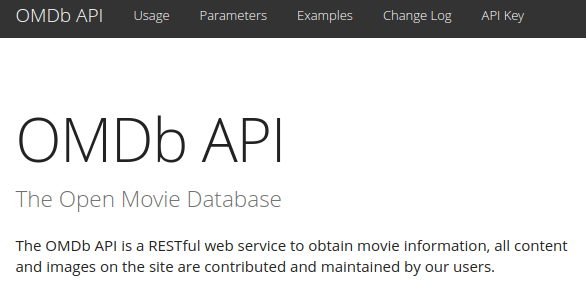 OMDb API Usage Parameters Examples Change Log API Key
OMDb API
The Open Movie Database
The OMDb API is a RESTful web service to obtain movie information, all content
and images on the site are contributed and maintained by our users.